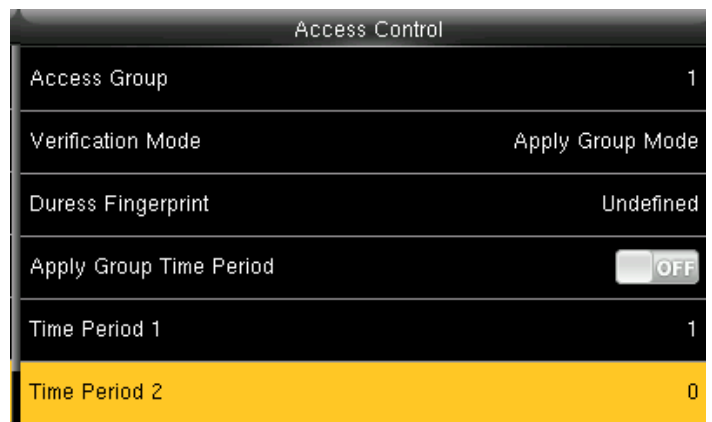 Access Control
Access Group 1
Verification Mode Apply Group Mode
Duress Fingerprint Undefined
Apply Group Time Period OFF
Time Period 1 1
Time Period 2 0